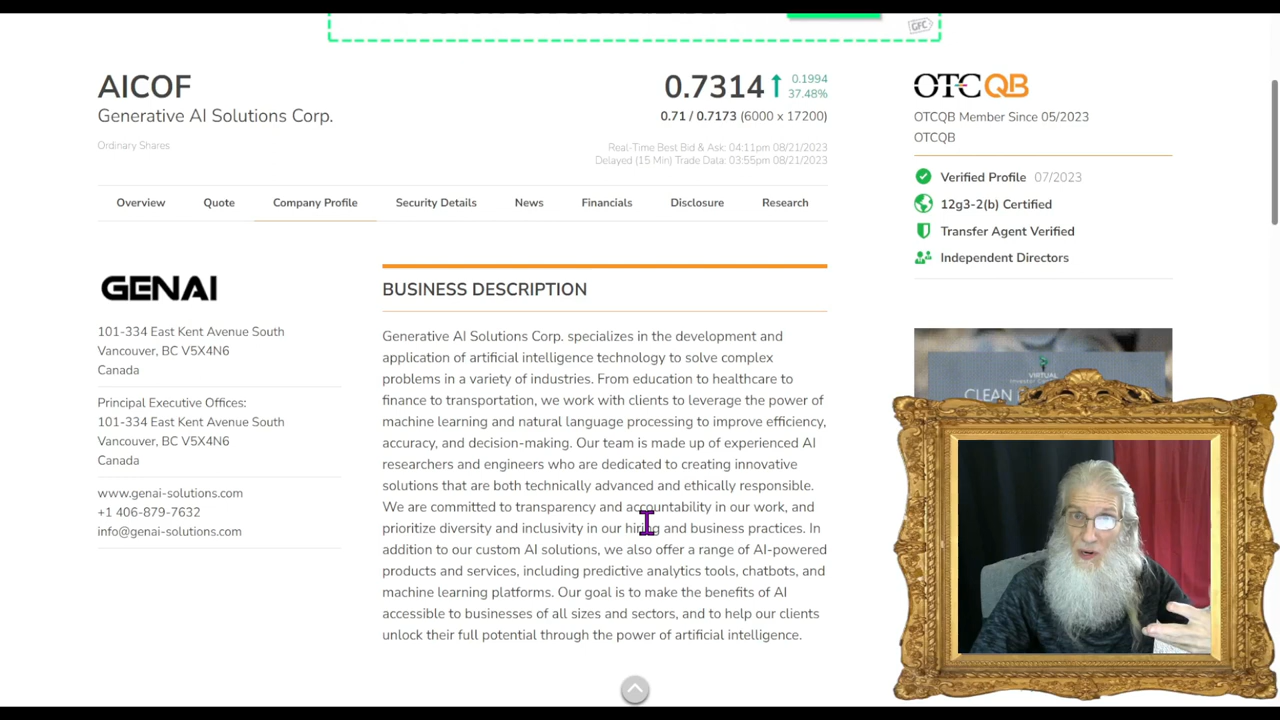 GFC
AICOF
Generative AI Solutions Corp.
Ordinary Shares
0.7314
0.1994
37.48%
0.71 / 0.7173 (6000 x 17200)
Real-Time Best Bid & Ask: 04:11pm 08/21/2023
Delayed (15 Min) Trade Data: 03:55pm 08/21/2023
OTCQB
OTCQB Member Since 05/2023
OTCQB
Verified Profile 07/2023
12g3-2(b) Certified
Transfer Agent Verified
Independent Directors
Overview
Quote
Company Profile
Security Details
News
Financials
Disclosure
Research
GENAI
101-334 East Kent Avenue South
Vancouver, BC V5X4N6
Canada
Principal Executive Offices:
101-334 East Kent Avenue South
Vancouver, BC V5X4N6
Canada
www.genai-solutions.com
+1 406-879-7632
info@genai-solutions.com
BUSINESS DESCRIPTION
Generative AI Solutions Corp. specializes in the development and
application of artificial intelligence technology to solve complex
problems in a variety of industries. From education to healthcare to
finance to transportation, we work with clients to leverage the power of
machine learning and natural language processing to improve efficiency,
accuracy, and decision-making. Our team is made up of experienced AI
researchers and engineers who are dedicated to creating innovative
solutions that are both technically advanced and ethically responsible.
We are committed to transparency and accountability in our work, and
prioritize diversity and inclusivity in our hiring and business practices. In
addition to our custom AI solutions, we also offer a range of AI-powered
products and services, including predictive analytics tools, chatbots, and
machine learning platforms. Our goal is to make the benefits of AI
accessible to businesses of all sizes and sectors, and to help our clients
unlock their full potential through the power of artificial intelligence.
VIRTUAL
CLEAN